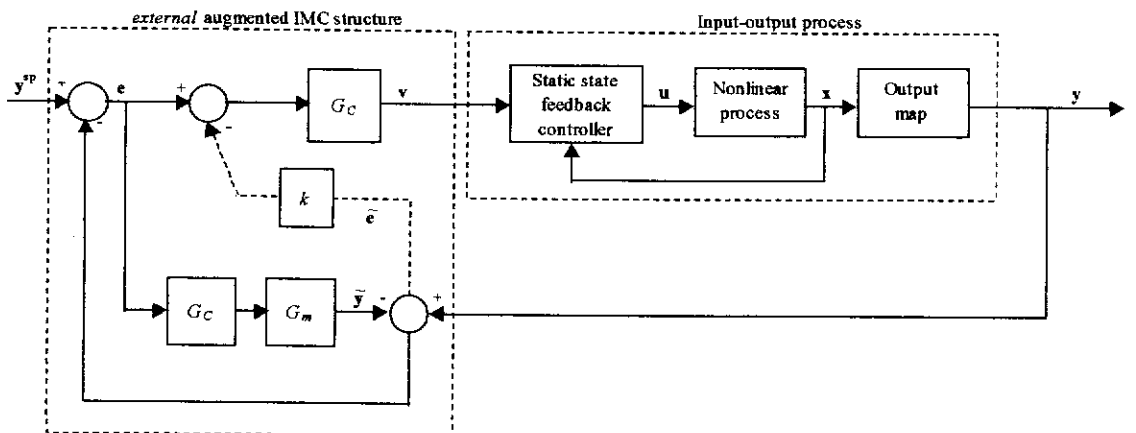 external augmented IMC structure
Input-output process
y^sp
+
-
e
+
-
G_C
v
Static state
feedback
controller
u
Nonlinear
process
x
Output
map
y
k
ẽ
G_C
G_m
ỹ
-
+